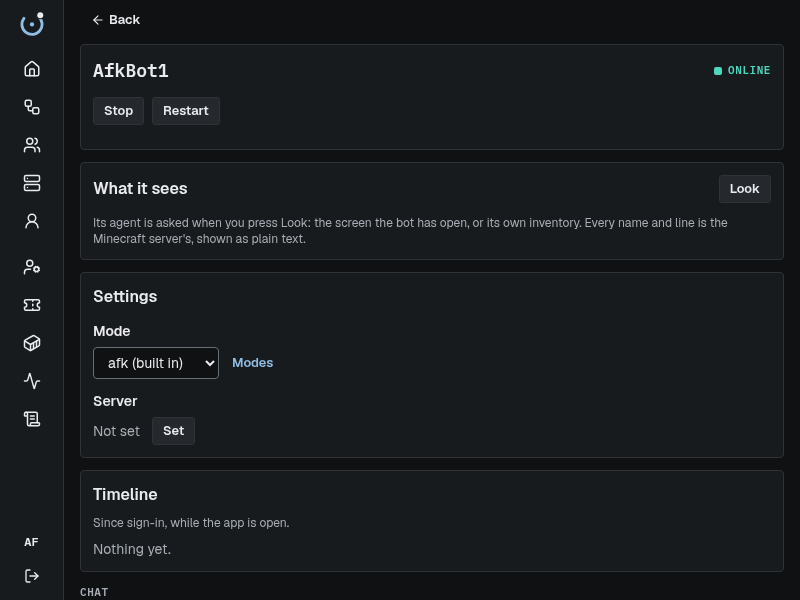 Back
AfkBot1
ONLINE
Stop Restart
What it sees
Look
Its agent is asked when you press Look: the screen the bot has open, or its own inventory. Every name and line is the
Minecraft server's, shown as plain text.
Settings
Mode
afk (built in) Modes
Server
Not set Set
Timeline
Since sign-in, while the app is open.
Nothing yet.
AF
CHAT